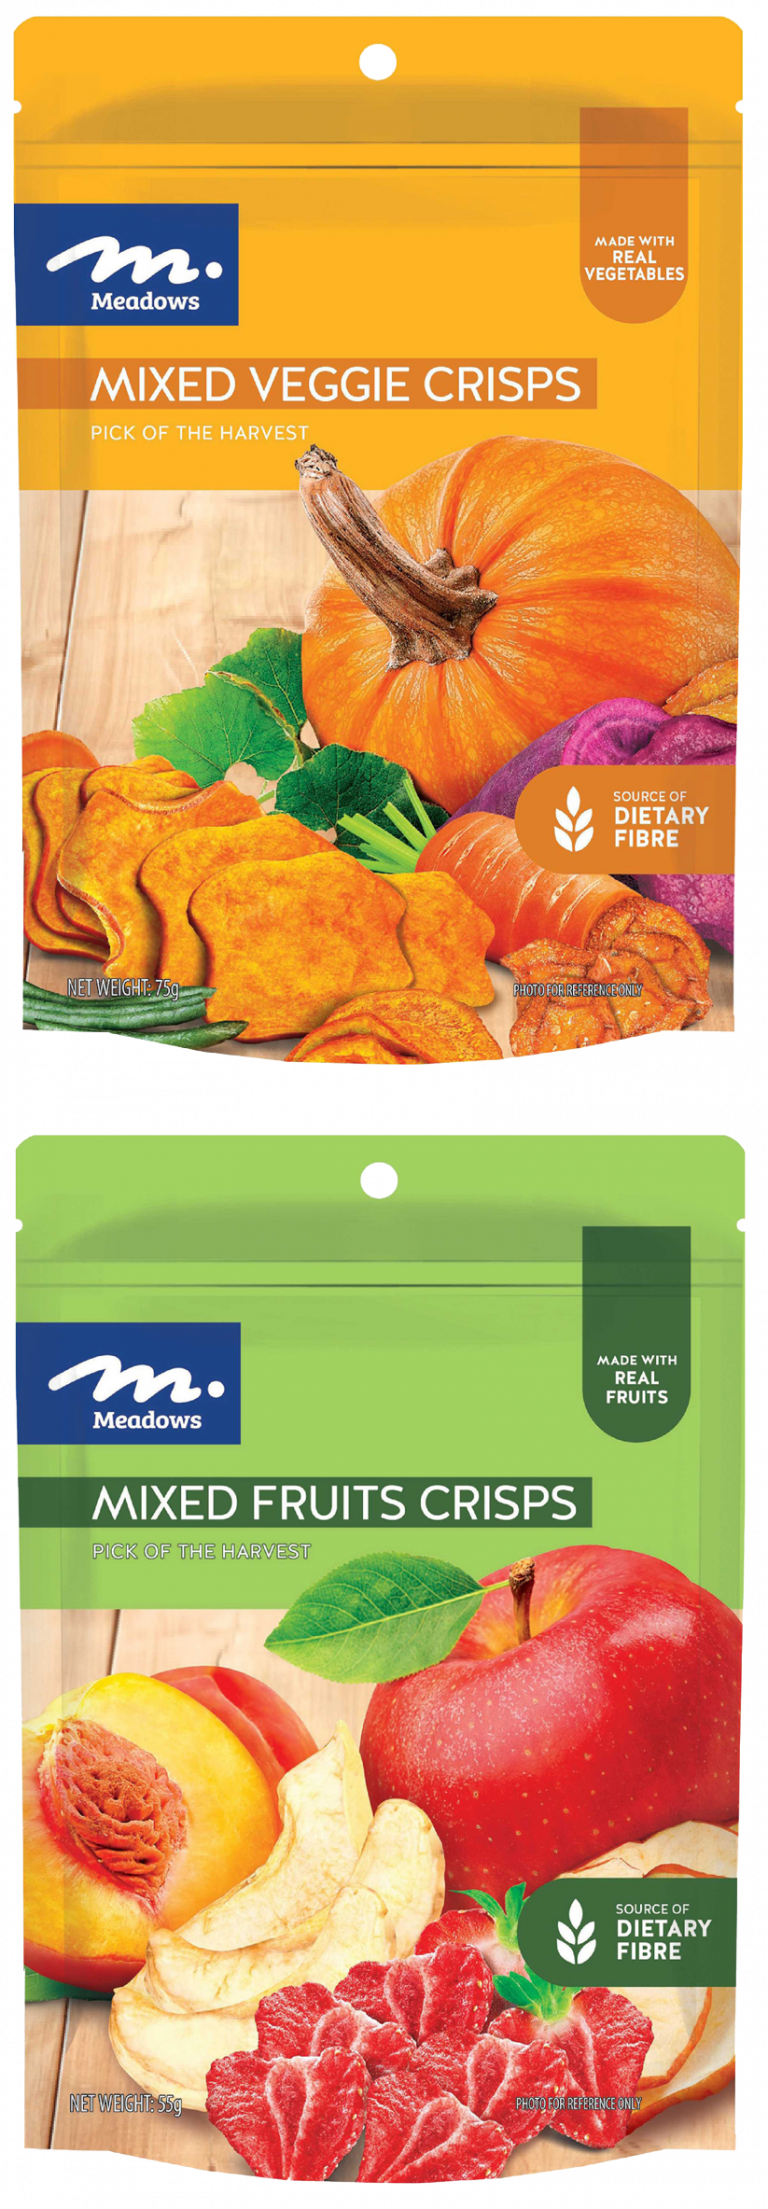 m.
Meadows
MADE WITH
REAL
VEGETABLES
MIXED VEGGIE CRISPS
PICK OF THE HARVEST
SOURCE OF
DIETARY
FIBRE
NET WEIGHT: 75g
PHOTO FOR REFERENCE ONLY
m.
Meadows
MADE WITH
REAL
FRUITS
MIXED FRUITS CRISPS
PICK OF THE HARVEST
SOURCE OF
DIETARY
FIBRE
NET WEIGHT: 55g
PHOTO FOR REFERENCE ONLY